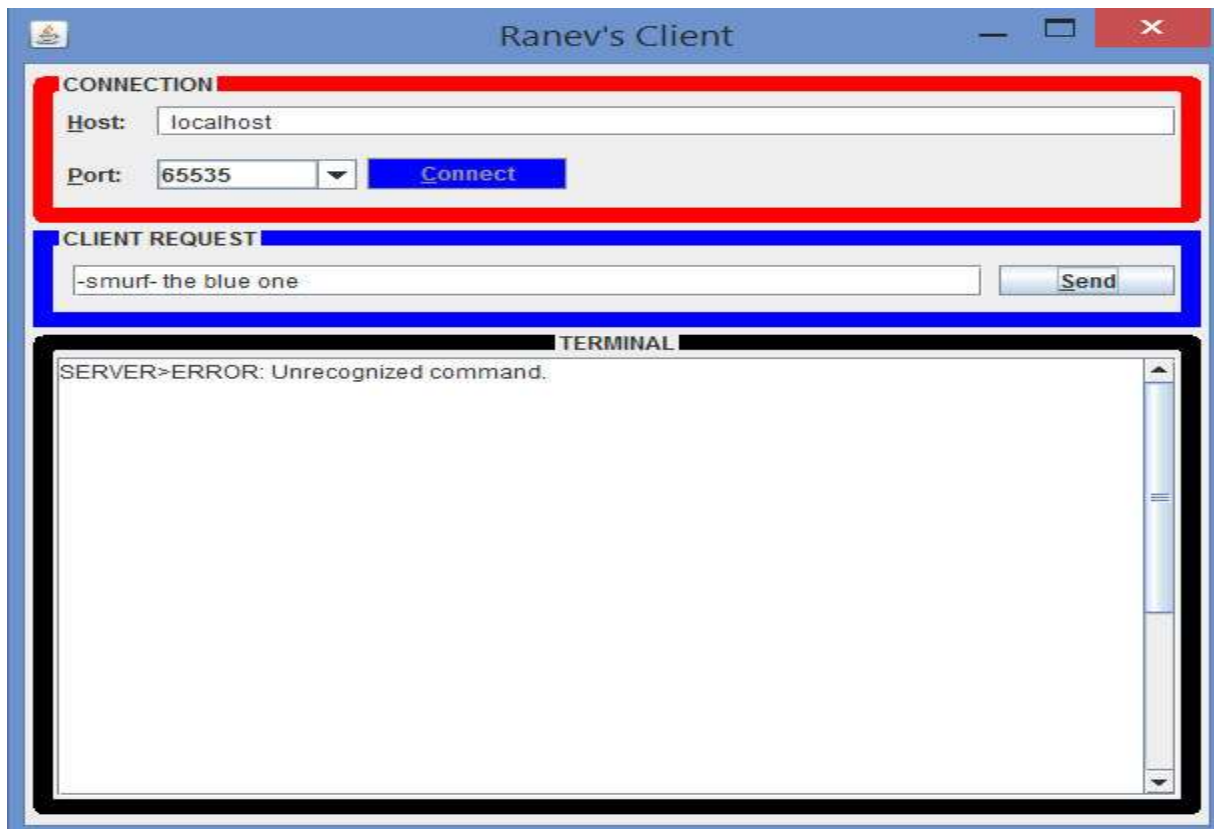 Ranev's Client
CONNECTION
Host: localhost
Port: 65535 Connect
CLIENT REQUEST
-smurf- the blue one Send
TERMINAL
SERVER>ERROR: Unrecognized command.